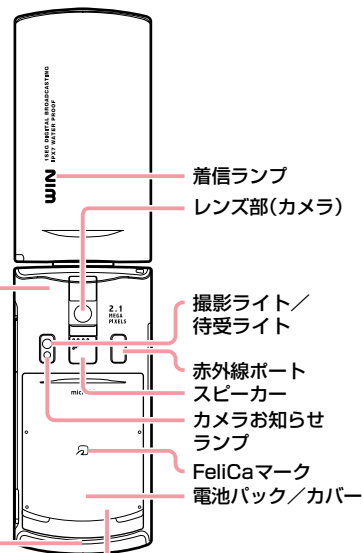 1SEG DIGITAL BROADCASTING
IPX7 WATER PROOF
WIN
着信ランプ
レンズ部(カメラ)
2.1
MEGA
PIXELS
撮影ライト／
待受ライト
赤外線ポート
スピーカー
カメラお知らせ
ランプ
FeliCaマーク
電池パック／カバー